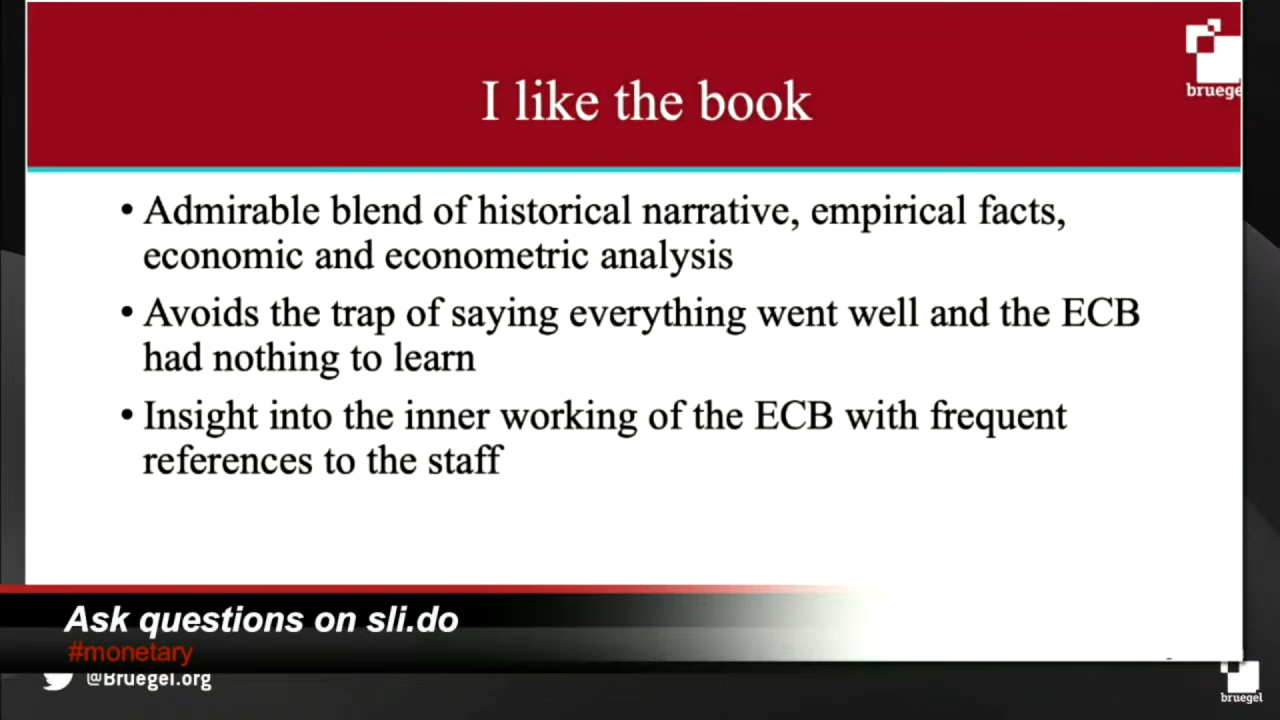 I like the book
bruege
• Admirable blend of historical narrative, empirical facts,
economic and econometric analysis
• Avoids the trap of saying everything went well and the ECB
had nothing to learn
• Insight into the inner working of the ECB with frequent
references to the staff
Ask questions on sli.do
#monetary
@Bruegel.org
bruegel